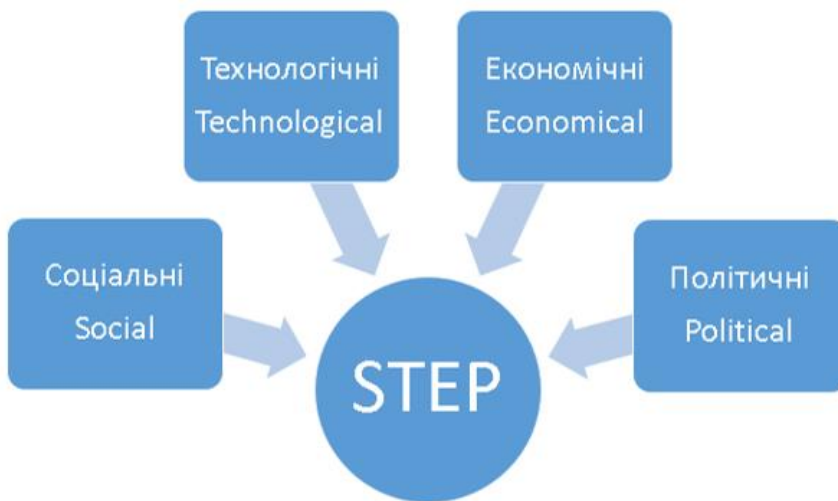 Технологічні
Technological
Економічні
Economical
Соціальні
Social
Політичні
Political
STEP